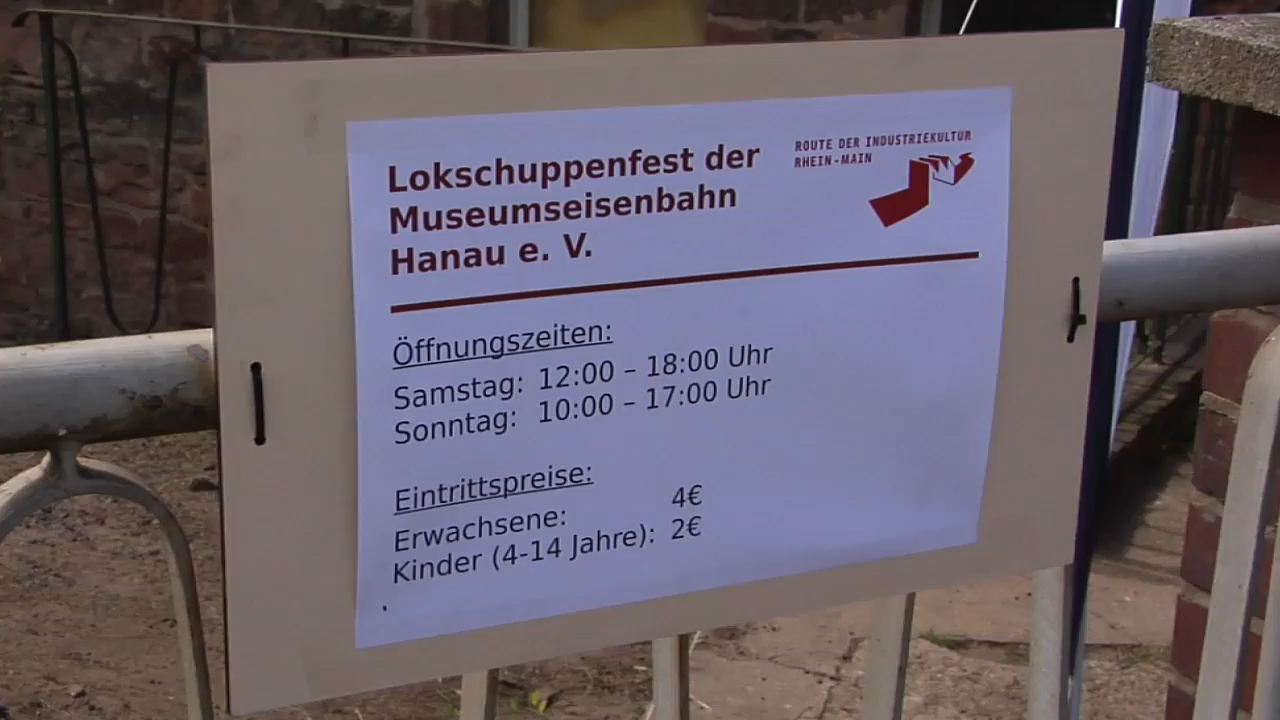 Lokschuppenfest der
Museumseisenbahn
Hanau e. V.
ROUTE DER INDUSTRIEKULTUR
RHEIN-MAIN
Öffnungszeiten:
Samstag: 12:00 – 18:00 Uhr
Sonntag: 10:00 – 17:00 Uhr
Eintrittspreise:
Erwachsene: 4€
Kinder (4-14 Jahre): 2€